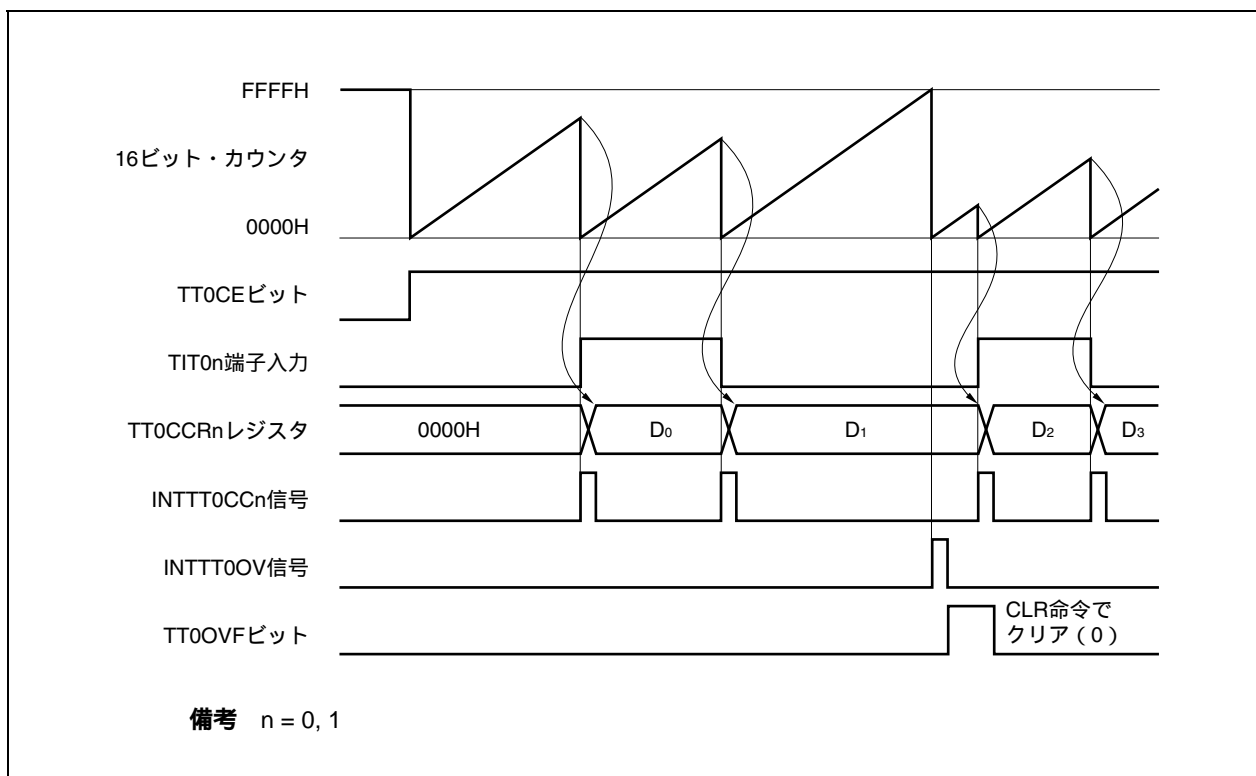 FFFFH
16ビット・カウンタ
0000H
TT0CEビット
TIT0n端子入力
TT0CCRnレジスタ
0000H
D0
D1
D2
D3
INTTT0CCn信号
INTTT0OV信号
TT0OVFビット
CLR命令で
クリア（0）
備考 n = 0, 1